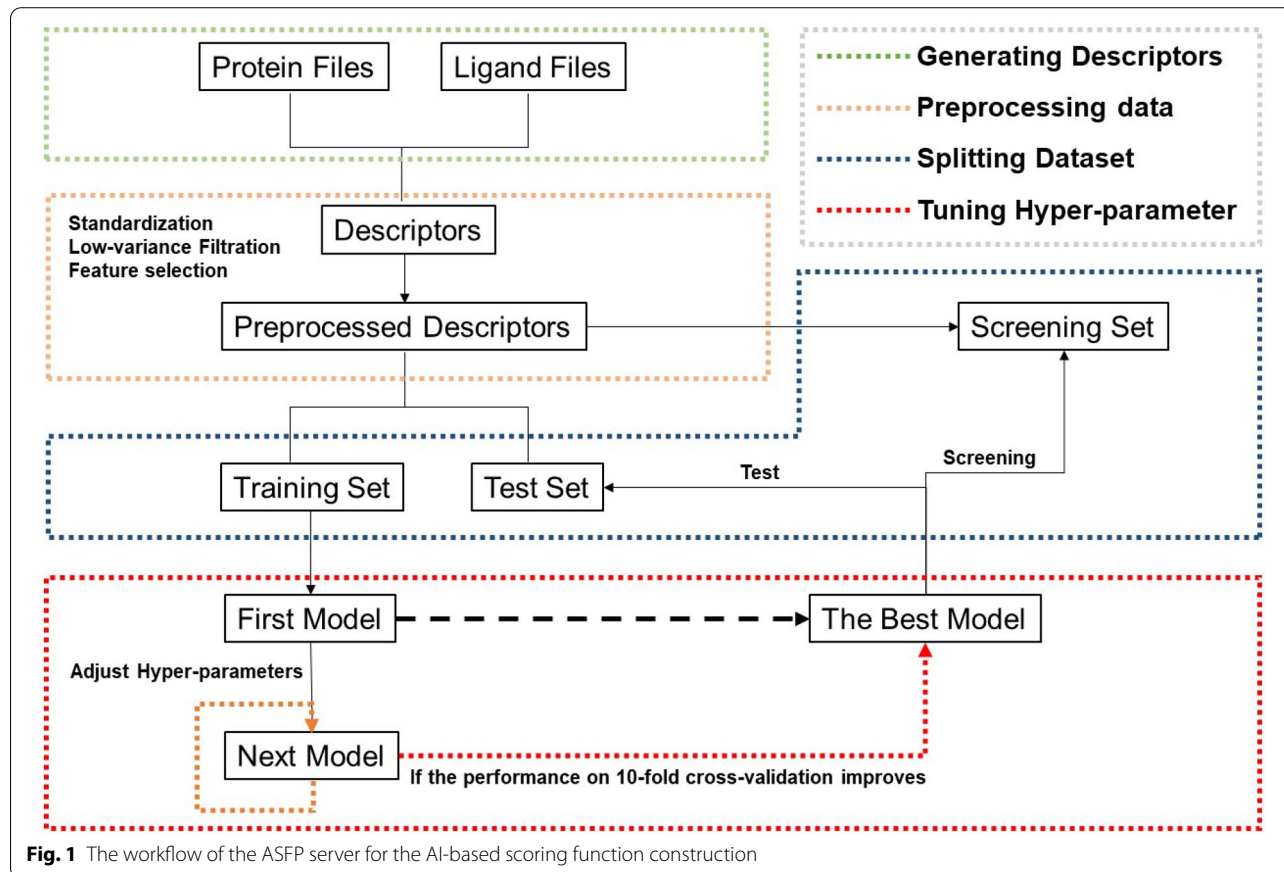 Protein Files
Ligand Files
Generating Descriptors
Preprocessing data
Splitting Dataset
Tuning Hyper-parameter
Standardization
Low-variance Filtration
Feature selection
Descriptors
Preprocessed Descriptors
Screening Set
Training Set
Test Set
Test
Screening
First Model
The Best Model
Adjust Hyper-parameters
Next Model
If the performance on 10-fold cross-validation improves
Fig. 1 The workflow of the ASFP server for the AI-based scoring function construction